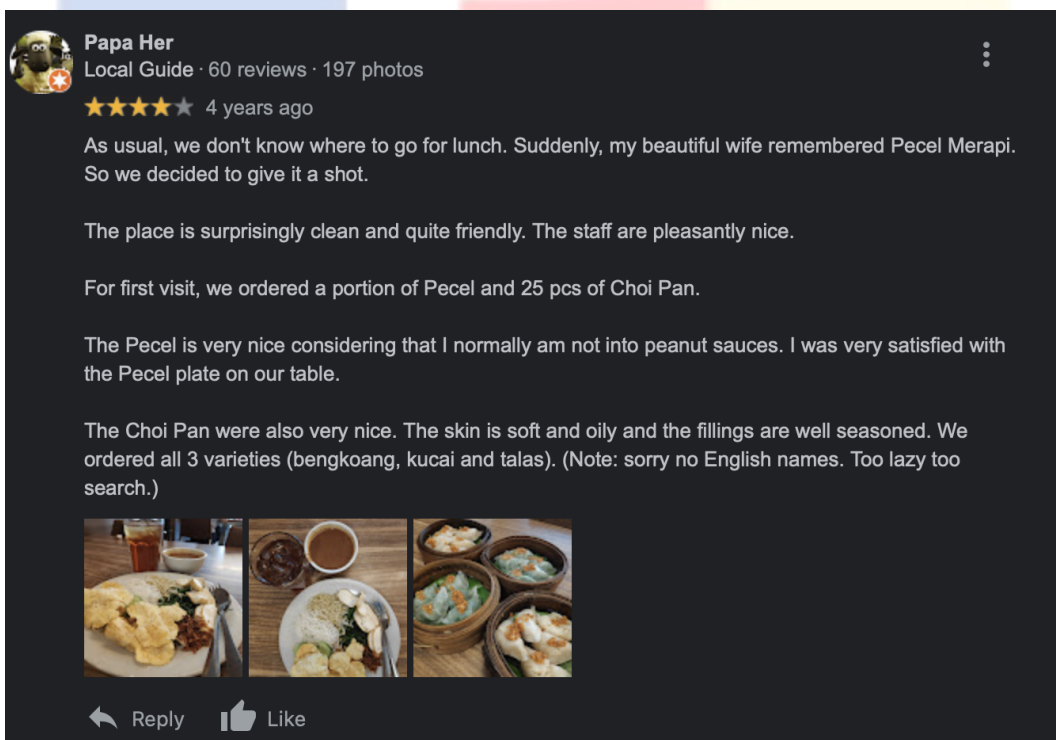 Papa Her
Local Guide · 60 reviews · 197 photos
4 years ago
As usual, we don't know where to go for lunch. Suddenly, my beautiful wife remembered Pecel Merapi.
So we decided to give it a shot.
The place is surprisingly clean and quite friendly. The staff are pleasantly nice.
For first visit, we ordered a portion of Pecel and 25 pcs of Choi Pan.
The Pecel is very nice considering that I normally am not into peanut sauces. I was very satisfied with
the Pecel plate on our table.
The Choi Pan were also very nice. The skin is soft and oily and the fillings are well seasoned. We
ordered all 3 varieties (bengkoang, kucai and talas). (Note: sorry no English names. Too lazy too
search.)
Reply Like